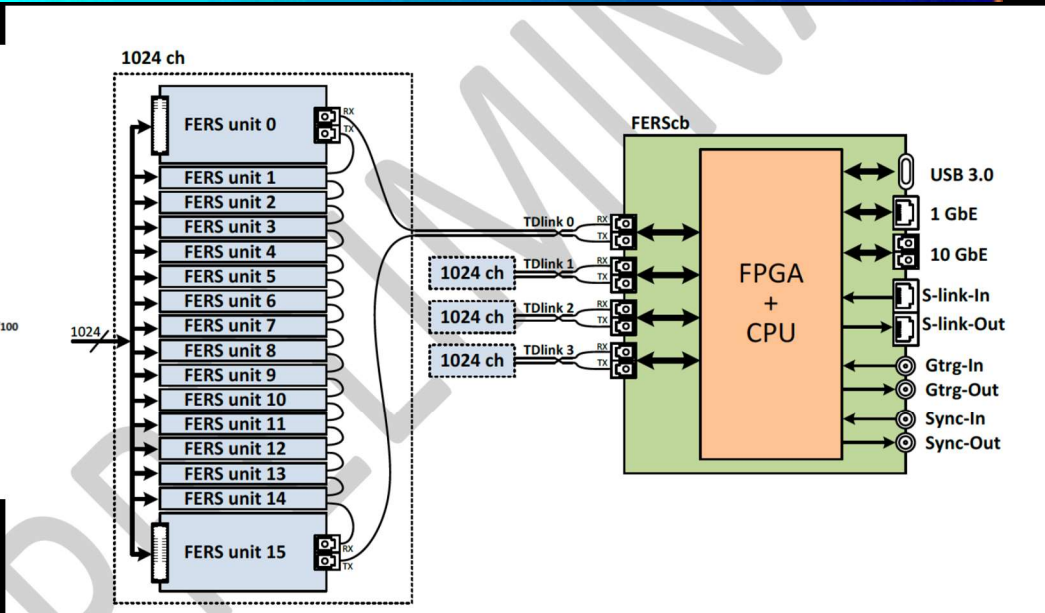 1024 ch
FERS unit 0
RX
TX
FERS unit 1
FERS unit 2
FERS unit 3
FERS unit 4
FERS unit 5
FERS unit 6
FERS unit 7
FERS unit 8
FERS unit 9
FERS unit 10
FERS unit 11
FERS unit 12
FERS unit 13
FERS unit 14
FERS unit 15
RX
TX
100
1024
TDlink 0
RX
TX
1024 ch
TDlink 1
RX
TX
1024 ch
TDlink 2
RX
TX
1024 ch
TDlink 3
RX
TX
FERScb
FPGA
+
CPU
USB 3.0
1 GbE
10 GbE
S-link-In
S-link-Out
Gtrg-In
Gtrg-Out
Sync-In
Sync-Out